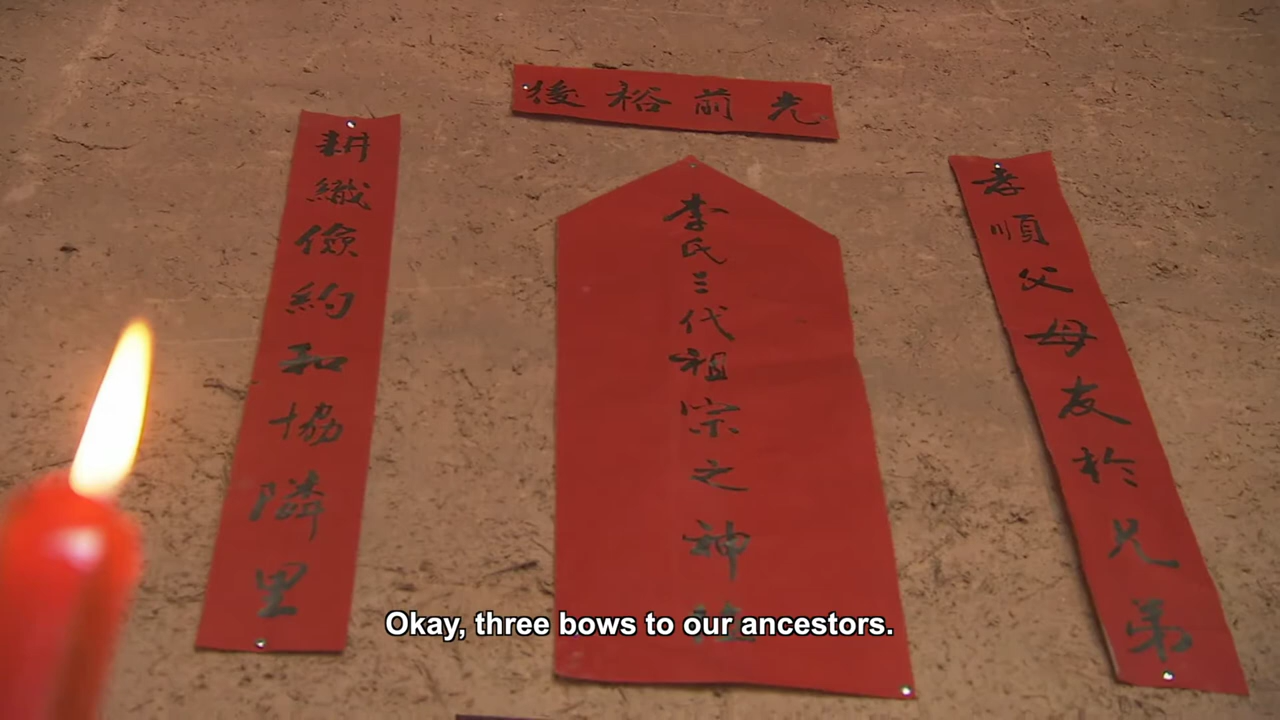 光前裕後
孝順父母友於兄弟
李氏三代祖宗之神
耕織儉約和協隣里
Okay, three bows to our ancestors.